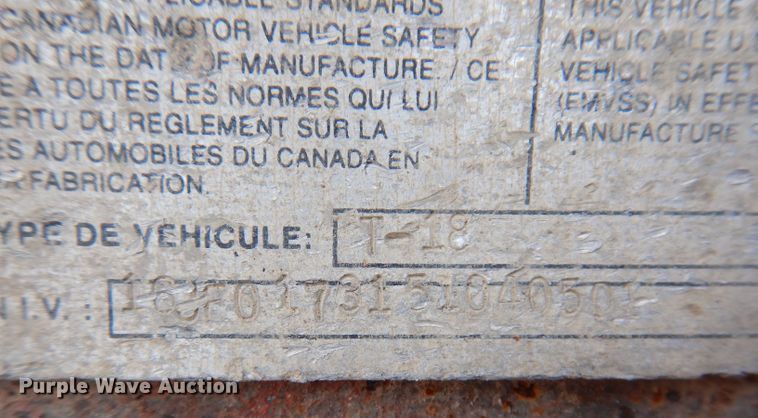 APPLICABLE STANDARDS
CANADIAN MOTOR VEHICLE SAFETY
ON THE DATE OF MANUFACTURE. / CE
E A TOUTES LES NORMES QUI LUI
ERTU DU REGLEMENT SUR LA
ES AUTOMOBILES DU CANADA EN
FABRICATION.
THIS VEHICLE
APPLICABLE U.
VEHICLE SAFET
(FMVSS) IN EFFE
MANUFACTURE S
YPE DE VEHICULE: T-18
N I.V. :
Purple Wave Auction